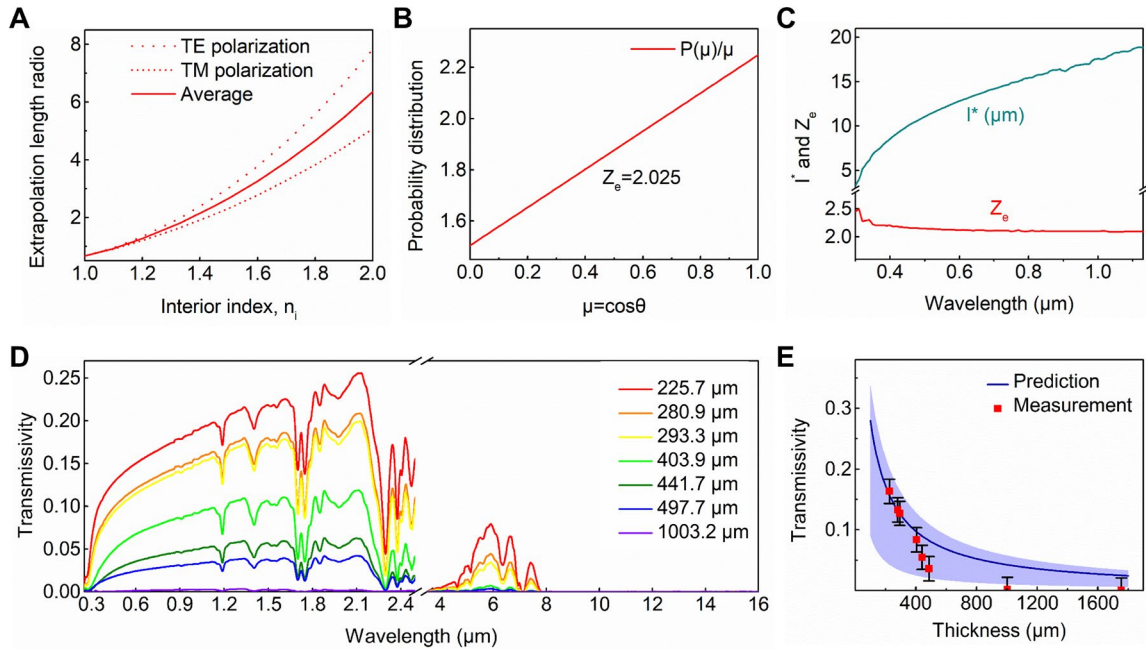 A
TE polarization
TM polarization
Average
8
6
4
2
1.0
1.2
1.4
1.6
1.8
2.0
Extrapolation length radio
Interior index, nᵢ
B
P(μ)/μ
Zₑ=2.025
2.2
2.0
1.8
1.6
0.0
0.2
0.4
0.6
0.8
1.0
Probability distribution
μ=cosθ
C
l* (μm)
Zₑ
20
15
10
5
2.5
2.0
0.4
0.6
0.8
1.0
l* and Zₑ
Wavelength (μm)
D
225.7 μm
280.9 μm
293.3 μm
403.9 μm
441.7 μm
497.7 μm
1003.2 μm
0.25
0.20
0.15
0.10
0.05
0.00
0.3
0.6
0.9
1.2
1.5
1.8
2.1
2.4
4
6
8
10
12
14
16
Transmissivity
Wavelength (μm)
E
Prediction
Measurement
0.3
0.2
0.1
400
800
1200
1600
Transmissivity
Thickness (μm)